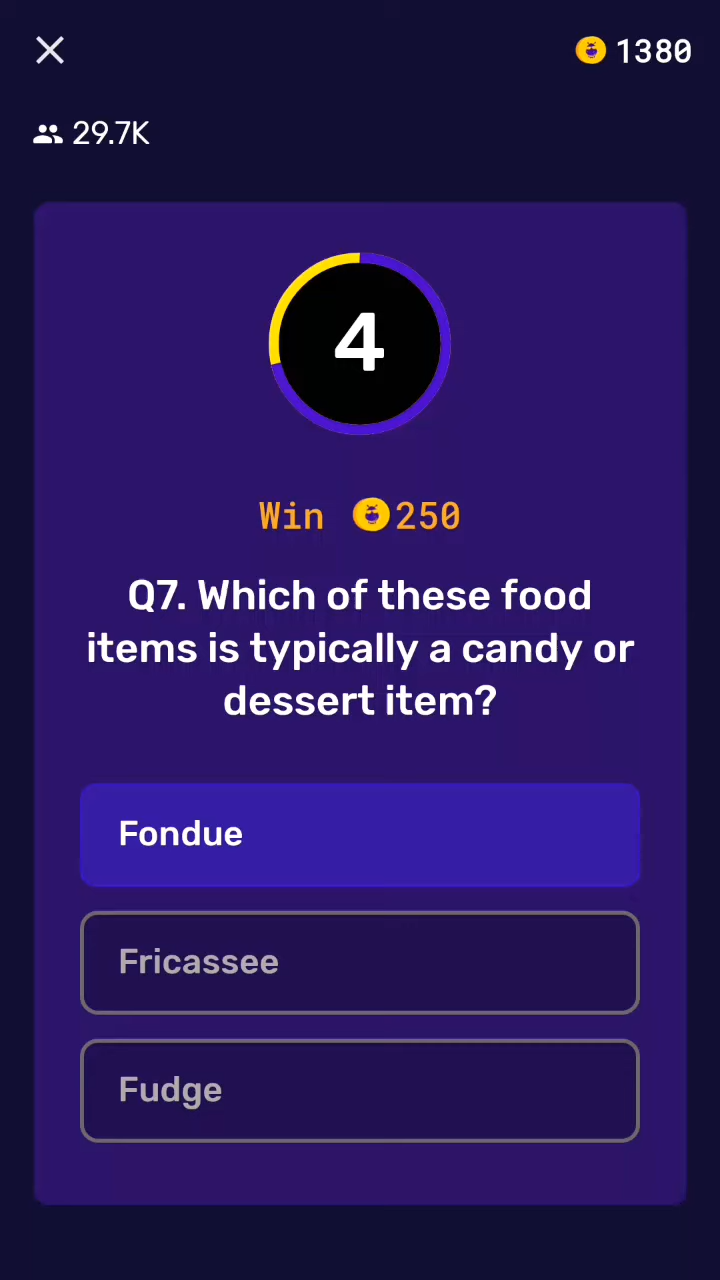 1380
29.7K
4
Win 250
Q7. Which of these food
items is typically a candy or
dessert item?
Fondue
Fricassee
Fudge